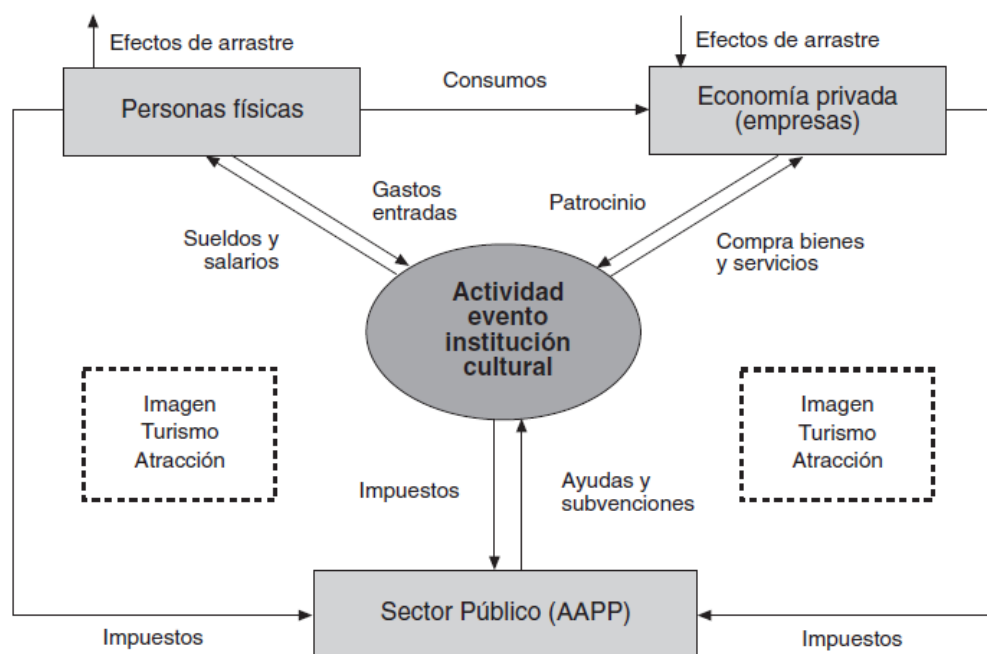 Efectos de arrastre
Efectos de arrastre
Personas físicas
Consumos
Economía privada
(empresas)
Gastos
entradas
Patrocinio
Sueldos y
salarios
Compra bienes
y servicios
Actividad
evento
institución
cultural
Imagen
Turismo
Atracción
Imagen
Turismo
Atracción
Impuestos
Ayudas y
subvenciones
Sector Público (AAPP)
Impuestos
Impuestos